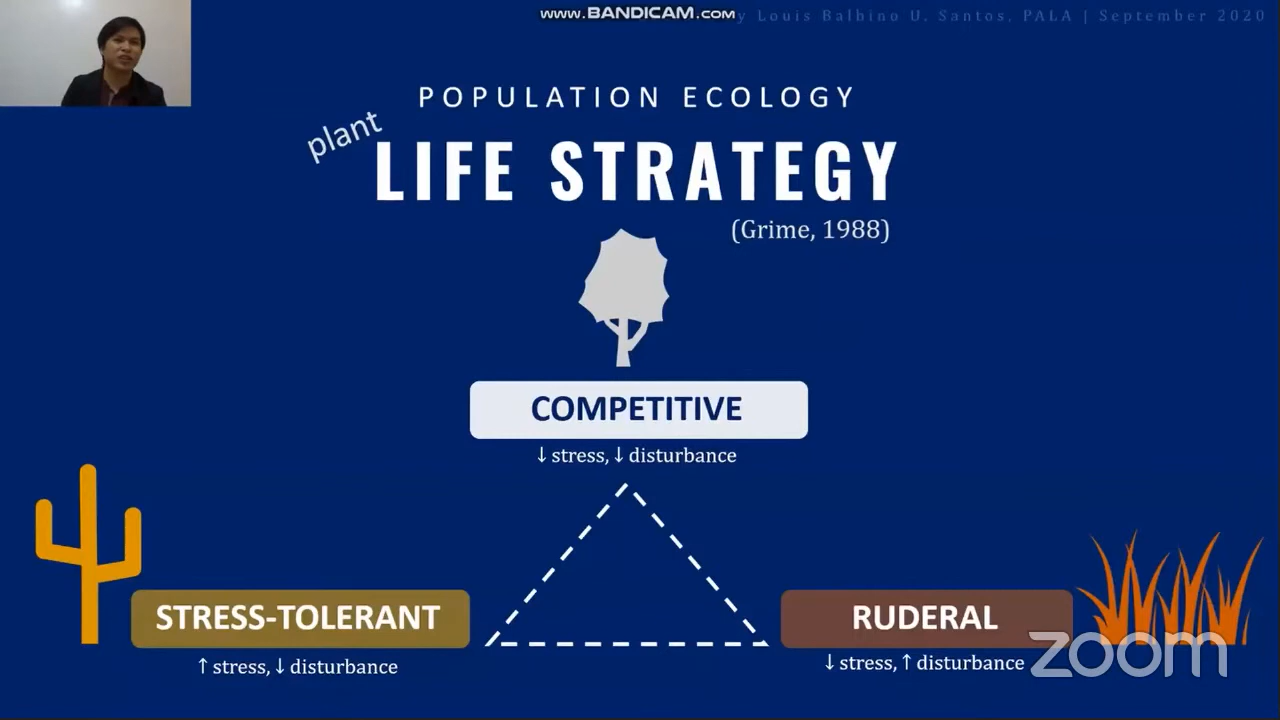 www.BANDICAM.com
y Louis Balbino U. Santos, PALA | September 2020
POPULATION ECOLOGY
plant
LIFE STRATEGY
(Grime, 1988)
COMPETITIVE
↓ stress, ↓ disturbance
STRESS-TOLERANT
↑ stress, ↓ disturbance
RUDERAL
↓ stress, ↑ disturbance
zoom